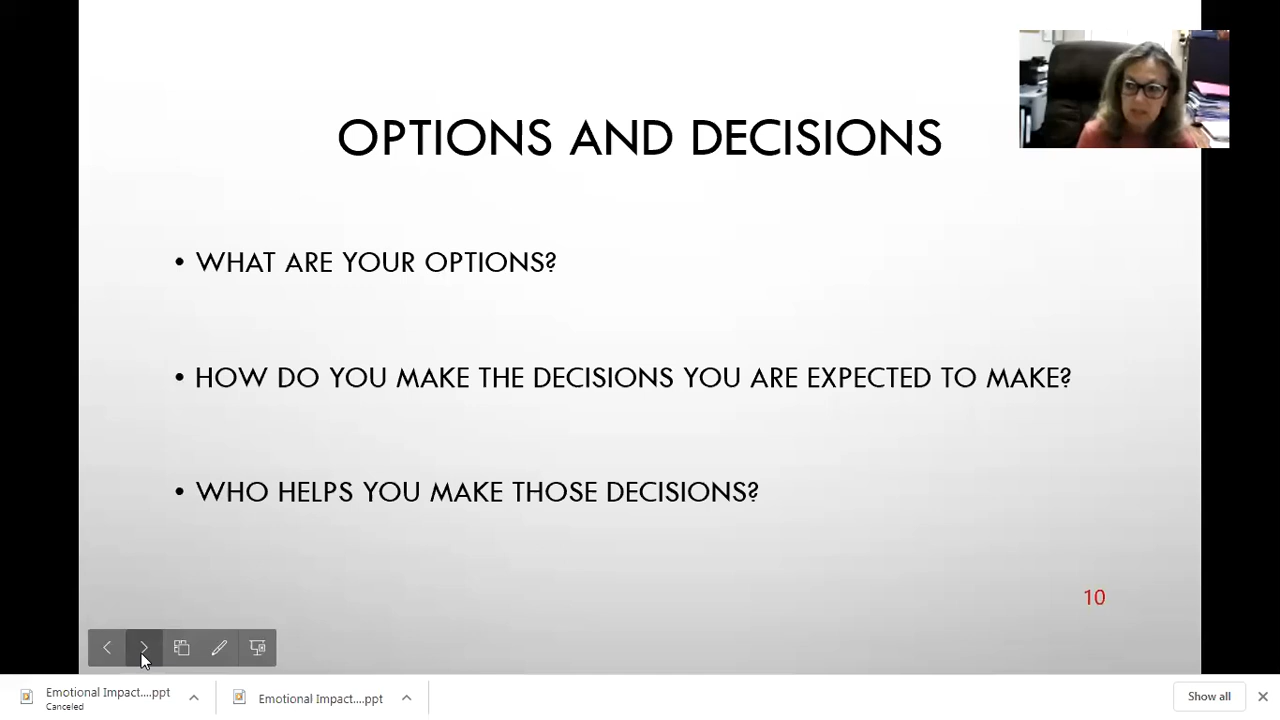 OPTIONS AND DECISIONS
• WHAT ARE YOUR OPTIONS?
• HOW DO YOU MAKE THE DECISIONS YOU ARE EXPECTED TO MAKE?
• WHO HELPS YOU MAKE THOSE DECISIONS?
10
Emotional Impact....ppt
Canceled
Emotional Impact....ppt
Show all